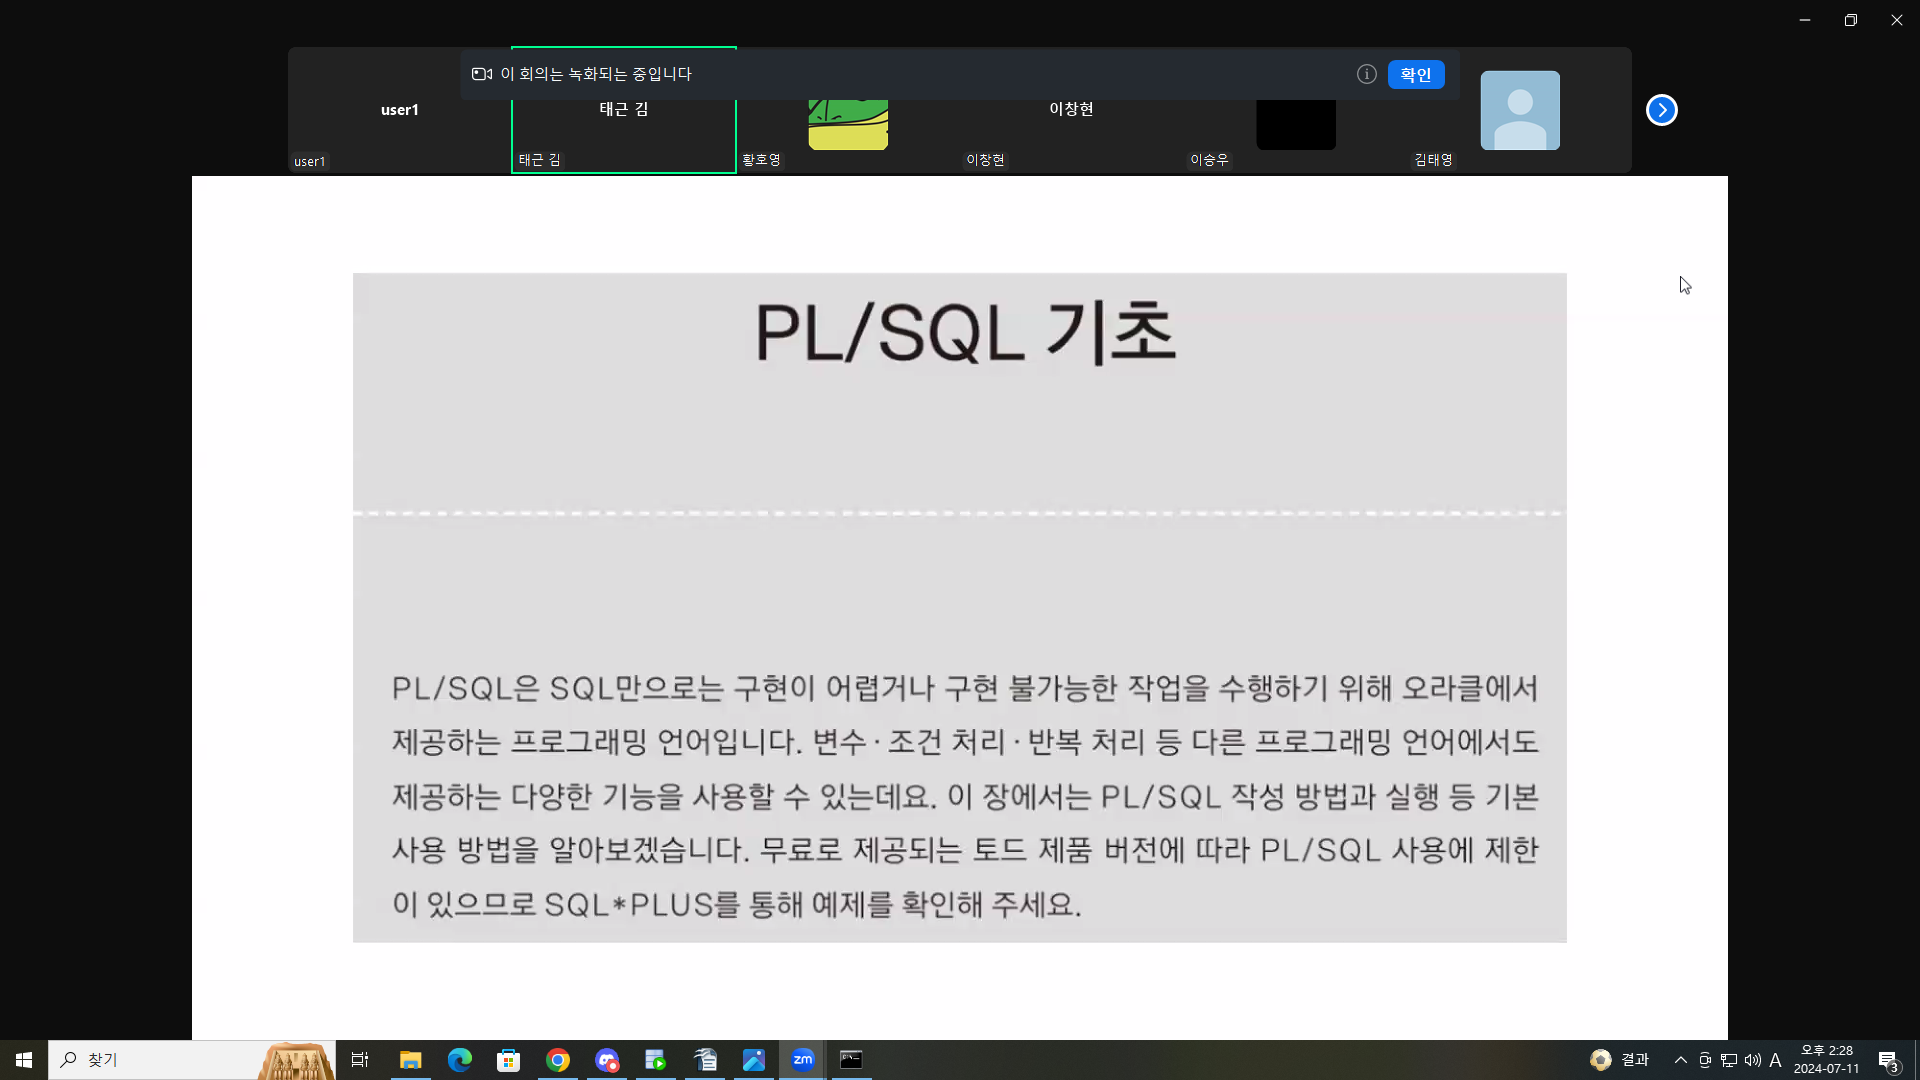 이 회의는 녹화되는 중입니다
확인
user1
태근 김
이창현
user1
태근 김
황호영
이창현
이승우
김태영
PL/SQL 기초
PL/SQL은 SQL만으로는 구현이 어렵거나 구현 불가능한 작업을 수행하기 위해 오라클에서
제공하는 프로그래밍 언어입니다. 변수·조건 처리·반복 처리 등 다른 프로그래밍 언어에서도
제공하는 다양한 기능을 사용할 수 있는데요. 이 장에서는 PL/SQL 작성 방법과 실행 등 기본
사용 방법을 알아보겠습니다. 무료로 제공되는 토드 제품 버전에 따라 PL/SQL 사용에 제한
이 있으므로 SQL*PLUS를 통해 예제를 확인해 주세요.
찾기
zm
결과
A
오후 2:28
2024-07-11
3